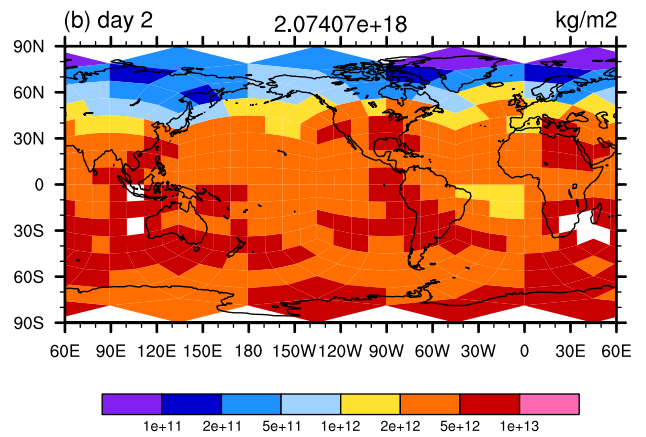 (b) day 2 2.07407e+18 kg/m2
90N
60N
30N
0
30S
60S
90S
60E 90E 120E 150E 180 150W 120W 90W 60W 30W 0 30E 60E
1e+11 2e+11 5e+11 1e+12 2e+12 5e+12 1e+13